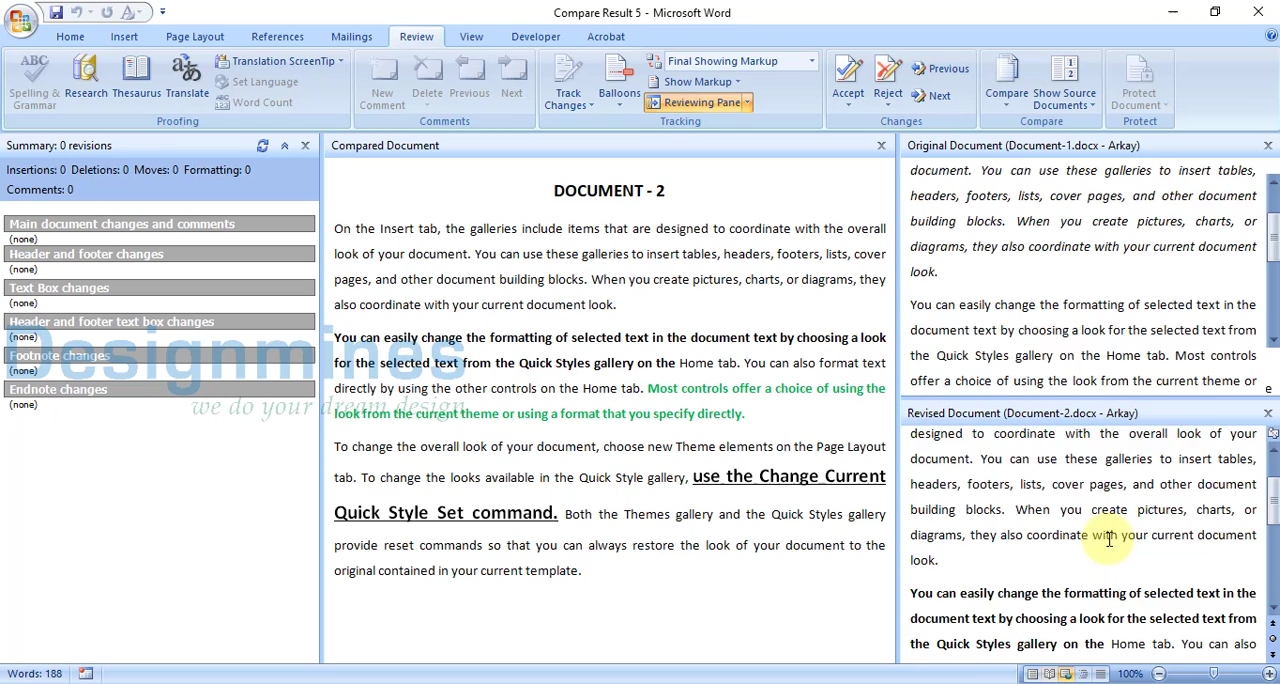 Compare Result 5 - Microsoft Word
Home Insert Page Layout References Mailings Review View Developer Acrobat
ABC Spelling & Grammar
Research
Thesaurus
Translate
Translation ScreenTip
Set Language
Word Count
Proofing
New Comment
Delete
Previous
Next
Comments
Track Changes
Balloons
Final Showing Markup
Show Markup
Reviewing Pane
Tracking
Accept
Reject
Previous
Next
Changes
Compare
Show Source Documents
Compare
Protect Document
Protect
Summary: 0 revisions
Insertions: 0 Deletions: 0 Moves: 0 Formatting: 0
Comments: 0
Main document changes and comments
(none)
Header and footer changes
(none)
Text Box changes
(none)
Header and footer text box changes
(none)
Footnote changes
(none)
Endnote changes
(none)
Designmines
we do your dream design
Compared Document
DOCUMENT - 2
On the Insert tab, the galleries include items that are designed to coordinate with the overall
look of your document. You can use these galleries to insert tables, headers, footers, lists, cover
pages, and other document building blocks. When you create pictures, charts, or diagrams, they
also coordinate with your current document look.
You can easily change the formatting of selected text in the document text by choosing a look
for the selected text from the Quick Styles gallery on the Home tab. You can also format text
directly by using the other controls on the Home tab. Most controls offer a choice of using the
look from the current theme or using a format that you specify directly.
To change the overall look of your document, choose new Theme elements on the Page Layout
tab. To change the looks available in the Quick Style gallery, use the Change Current
Quick Style Set command. Both the Themes gallery and the Quick Styles gallery
provide reset commands so that you can always restore the look of your document to the
original contained in your current template.
Original Document (Document-1.docx - Arkay)
document. You can use these galleries to insert tables,
headers, footers, lists, cover pages, and other document
building blocks. When you create pictures, charts, or
diagrams, they also coordinate with your current document
look.
You can easily change the formatting of selected text in the
document text by choosing a look for the selected text from
the Quick Styles gallery on the Home tab. Most controls
offer a choice of using the look from the current theme or
e
Revised Document (Document-2.docx - Arkay)
designed to coordinate with the overall look of your
document. You can use these galleries to insert tables,
headers, footers, lists, cover pages, and other document
building blocks. When you create pictures, charts, or
diagrams, they also coordinate with your current document
look.
You can easily change the formatting of selected text in the
document text by choosing a look for the selected text from
the Quick Styles gallery on the Home tab. You can also
Words: 188
100%